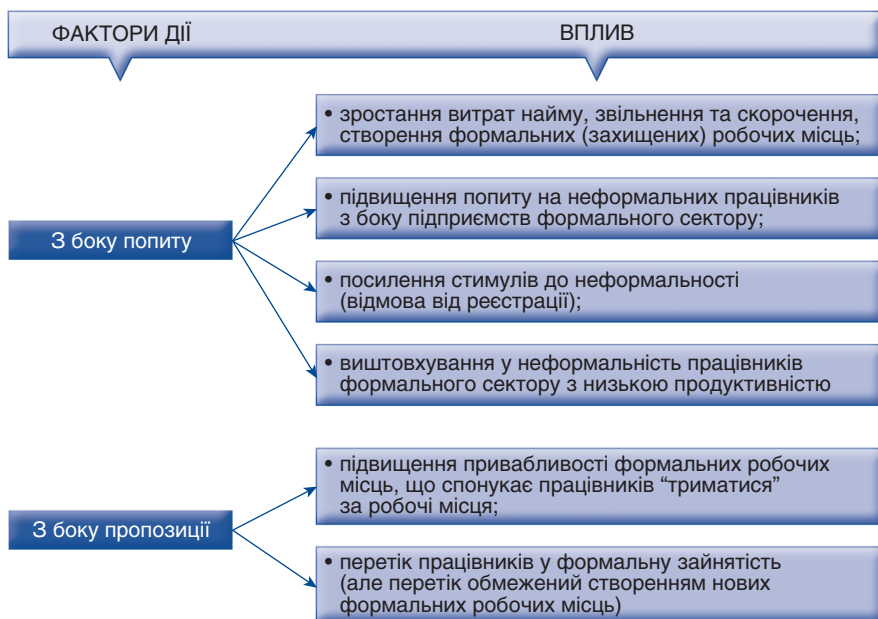 ФАКТОРИ ДІЇ
ВПЛИВ
З боку попиту
• зростання витрат найму, звільнення та скорочення,
створення формальних (захищених) робочих місць;
• підвищення попиту на неформальних працівників
з боку підприємств формального сектору;
• посилення стимулів до неформальності
(відмова від реєстрації);
• виштовхування у неформальність працівників
формального сектору з низькою продуктивністю
З боку пропозиції
• підвищення привабливості формальних робочих
місць, що спонукає працівників “триматися”
за робочі місця;
• перетік працівників у формальну зайнятість
(але перетік обмежений створенням нових
формальних робочих місць)